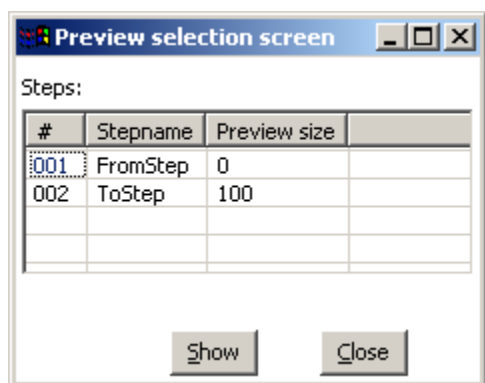 Preview selection screen
Steps:
# Stepname Preview size
001 FromStep 0
002 ToStep 100
Show Close